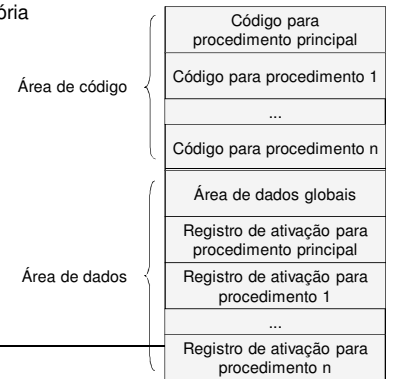 ória
Código para
procedimento principal
Área de código
Código para procedimento 1
...
Código para procedimento n
Área de dados globais
Registro de ativação para
procedimento principal
Área de dados
Registro de ativação para
procedimento 1
...
Registro de ativação para
procedimento n